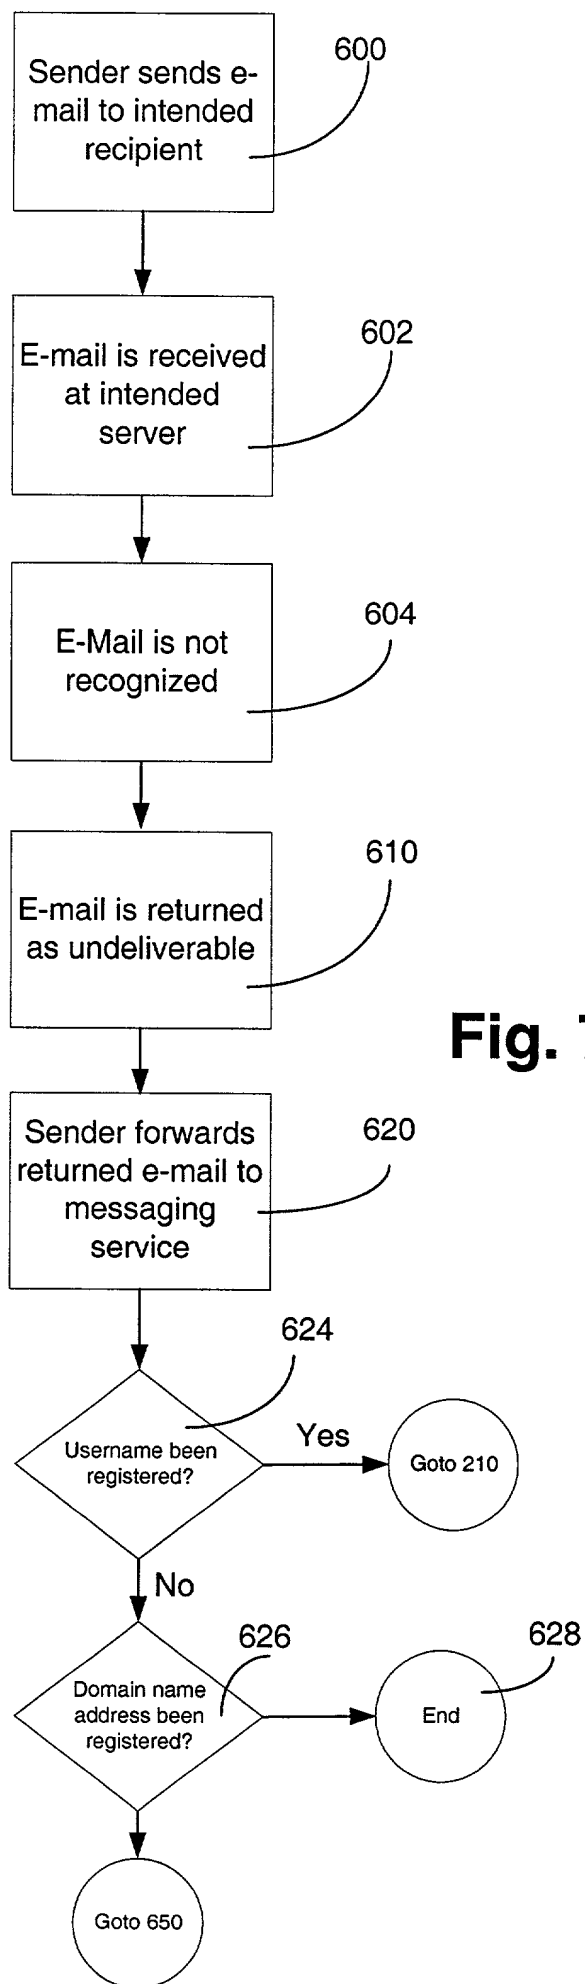 Sender sends e-
mail to intended
recipient
600
E-mail is received
at intended
server
602
E-Mail is not
recognized
604
E-mail is returned
as undeliverable
610
Fig.
Sender forwards
returned e-mail to
messaging
service
620
624
Username been
registered?
Yes
Goto 210
No
626
Domain name
address been
registered?
628
End
Goto 650